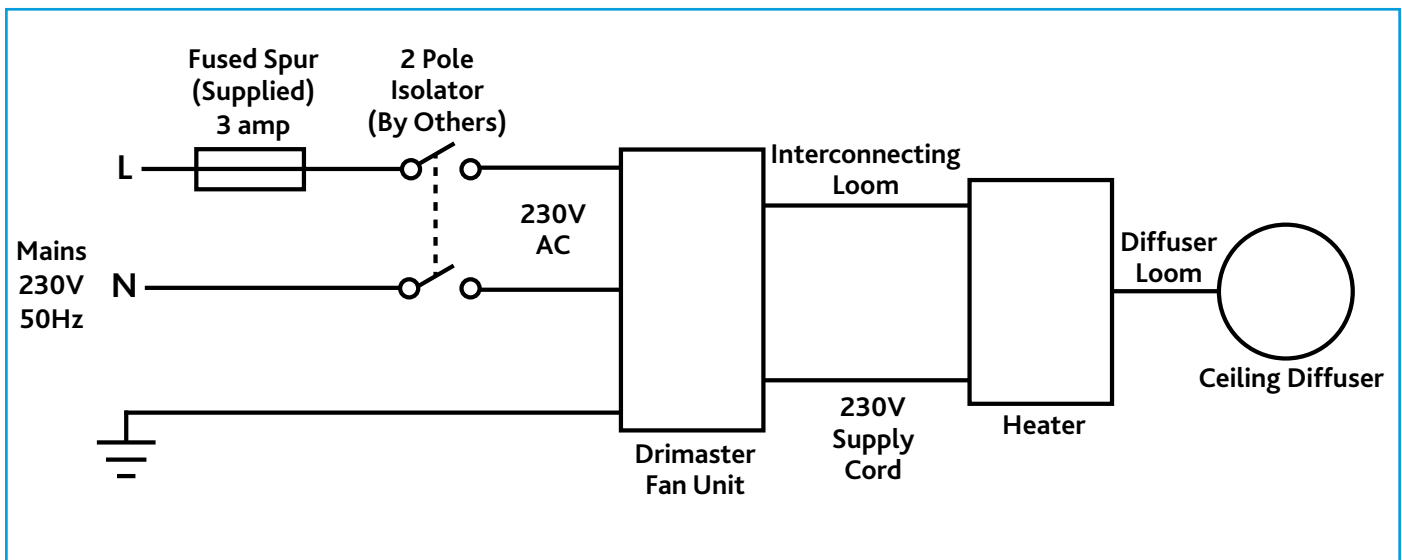 Fused Spur
(Supplied)
3 amp
2 Pole
Isolator
(By Others)
L
Mains
230V
50Hz
N
230V
AC
Interconnecting
Loom
Diffuser
Loom
Ceiling Diffuser
230V
Supply
Cord
Heater
Drimaster
Fan Unit